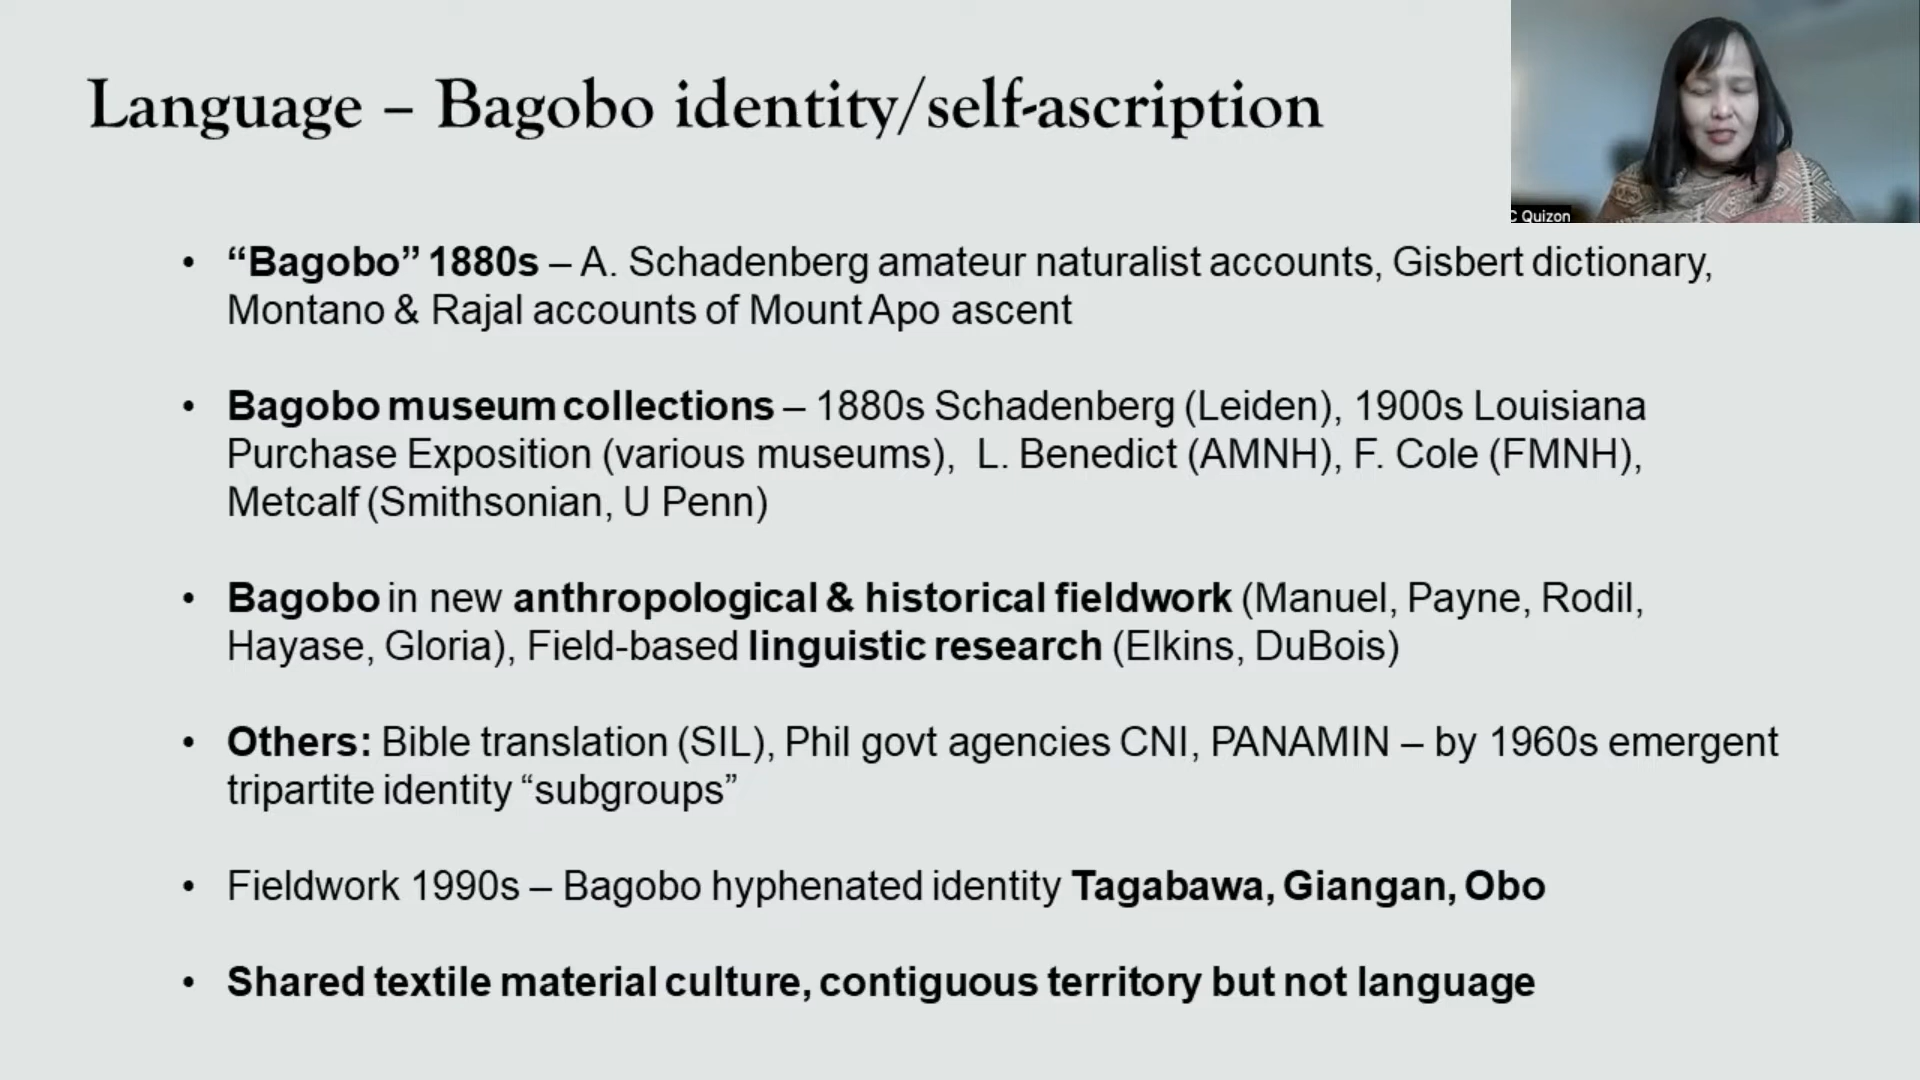 Language – Bagobo identity/self-ascription
C Quizon
• “Bagobo” 1880s – A. Schadenberg amateur naturalist accounts, Gisbert dictionary,
Montano & Rajal accounts of Mount Apo ascent
• Bagobo museum collections – 1880s Schadenberg (Leiden), 1900s Louisiana
Purchase Exposition (various museums), L. Benedict (AMNH), F. Cole (FMNH),
Metcalf (Smithsonian, U Penn)
• Bagobo in new anthropological & historical fieldwork (Manuel, Payne, Rodil,
Hayase, Gloria), Field-based linguistic research (Elkins, DuBois)
• Others: Bible translation (SIL), Phil govt agencies CNI, PANAMIN – by 1960s emergent
tripartite identity “subgroups”
• Fieldwork 1990s – Bagobo hyphenated identity Tagabawa, Giangan, Obo
• Shared textile material culture, contiguous territory but not language